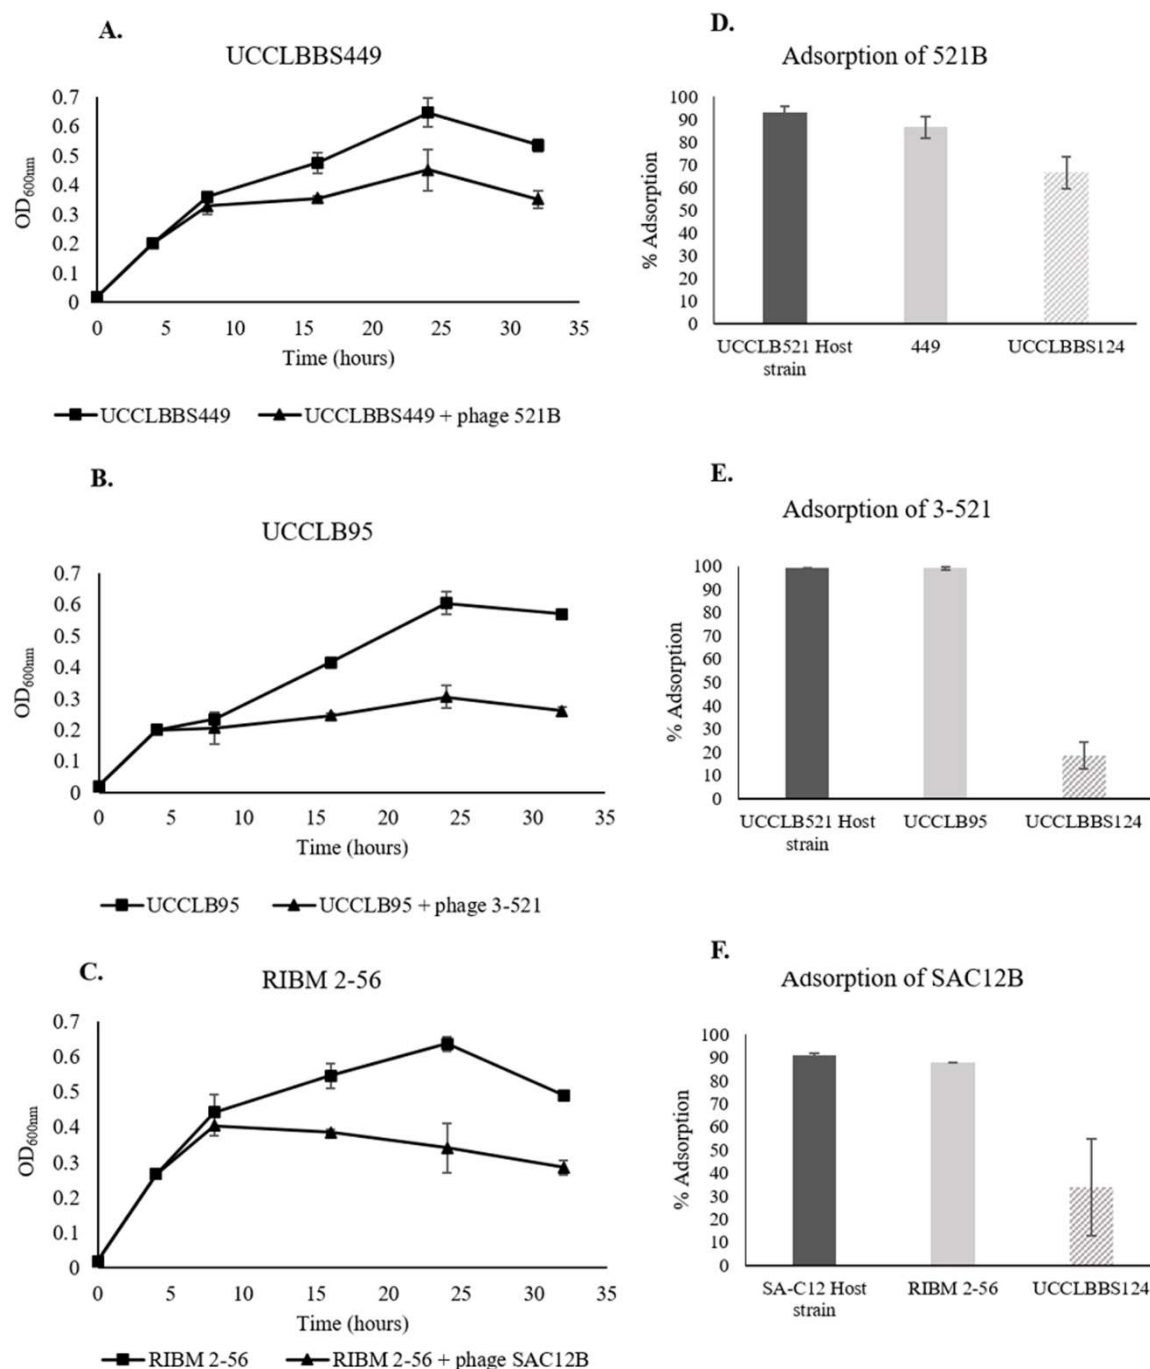 A.
UCCLBBS449
0.7
0.6
0.5
0.4
0.3
0.2
0.1
0
OD600nm
0 5 10 15 20 25 30 35
Time (hours)
UCCLBBS449 UCCLBBS449 + phage 521B
D.
Adsorption of 521B
100
90
80
70
60
50
40
30
20
10
0
% Adsorption
UCCLB521 Host strain
449
UCCLBBS124
B.
UCCLB95
0.7
0.6
0.5
0.4
0.3
0.2
0.1
0
OD600nm
0 5 10 15 20 25 30 35
Time (hours)
UCCLB95 UCCLB95 + phage 3-521
E.
Adsorption of 3-521
100
90
80
70
60
50
40
30
20
10
0
% Adsorption
UCCLB521 Host strain
UCCLB95
UCCLBBS124
C.
RIBM 2-56
0.7
0.6
0.5
0.4
0.3
0.2
0.1
0
OD600nm
0 5 10 15 20 25 30 35
Time (hours)
RIBM 2-56 RIBM 2-56 + phage SAC12B
F.
Adsorption of SAC12B
100
90
80
70
60
50
40
30
20
10
0
% Adsorption
SA-C12 Host strain
RIBM 2-56
UCCLBBS124